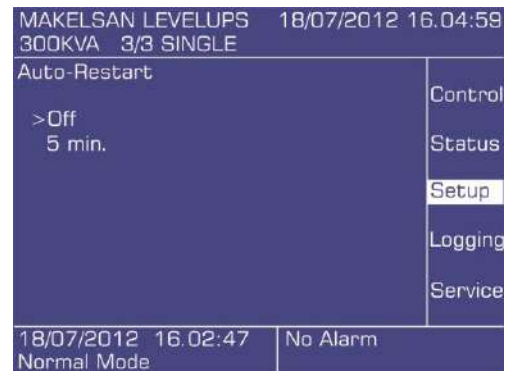 MAKELSAN LEVELUPS 18/07/2012 16.04:59
300KVA 3/3 SINGLE
Auto-Restart
>Off
5 min.
Control
Status
Setup
Logging
Service
18/07/2012 16.02:47 No Alarm
Normal Mode